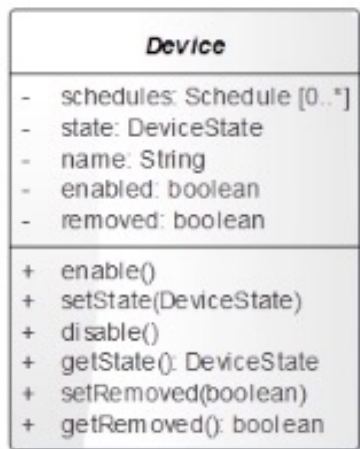 Device
- schedules: Schedule [0..*]
- state: DeviceState
- name: String
- enabled: boolean
- removed: boolean
+ enable()
+ setState(DeviceState)
+ disable()
+ getState(): DeviceState
+ setRemoved(boolean)
+ getRemoved(): boolean